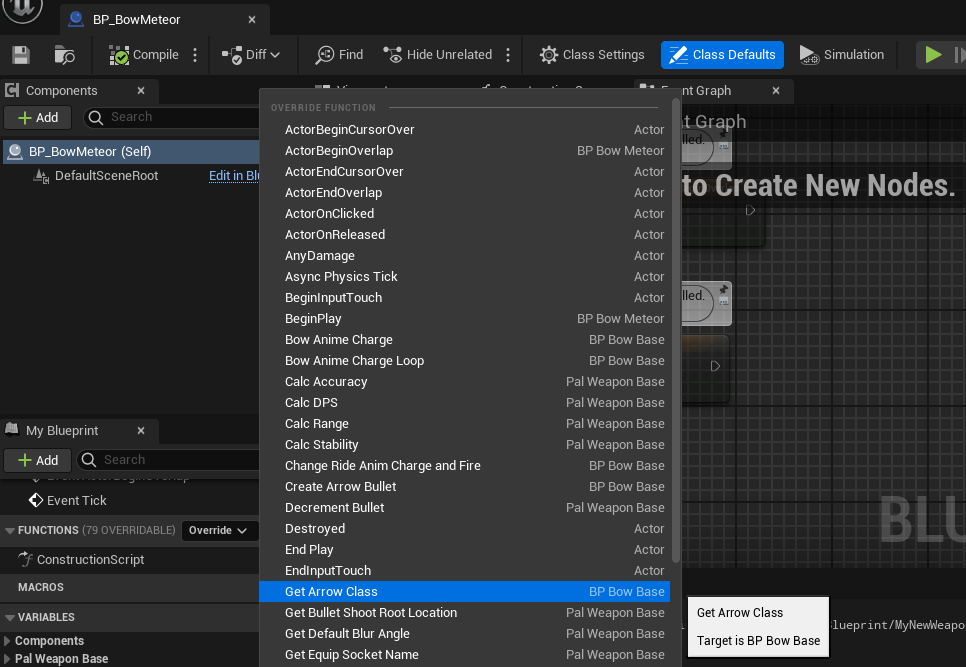 BP_BowMeteor
Compile Diff Find Hide Unrelated Class Settings Class Defaults Simulation
Components Event Graph
Add Search
OVERRIDE FUNCTION
ActorBeginCursorOver Actor
ActorBeginOverlap BP Bow Meteor
ActorEndCursorOver Actor
ActorEndOverlap Actor
ActorOnClicked Actor
ActorOnReleased Actor
AnyDamage Actor
Async Physics Tick Actor
BeginInputTouch Actor
BeginPlay BP Bow Meteor
Bow Anime Charge BP Bow Base
Bow Anime Charge Loop BP Bow Base
Calc Accuracy Pal Weapon Base
Calc DPS Pal Weapon Base
Calc Range Pal Weapon Base
Calc Stability Pal Weapon Base
Change Ride Anim Charge and Fire BP Bow Base
Create Arrow Bullet BP Bow Base
Decrement Bullet Pal Weapon Base
Destroyed Actor
End Play Actor
EndInputTouch Actor
Get Arrow Class BP Bow Base
Get Bullet Shoot Root Location Pal Weapon Base
Get Default Blur Angle Pal Weapon Base
Get Equip Socket Name Pal Weapon Base
BP_BowMeteor (Self)
DefaultSceneRoot Edit in Blu
nt Graph
lled.
to Create New Nodes.
lled.
BLU
My Blueprint
Add Search
Event Tick
FUNCTIONS (79 OVERRIDABLE) Override
ConstructionScript
MACROS
VARIABLES
Components
Pal Weapon Base
Get Arrow Class
Target is BP Bow Base
Blueprint/MyNewWeapo